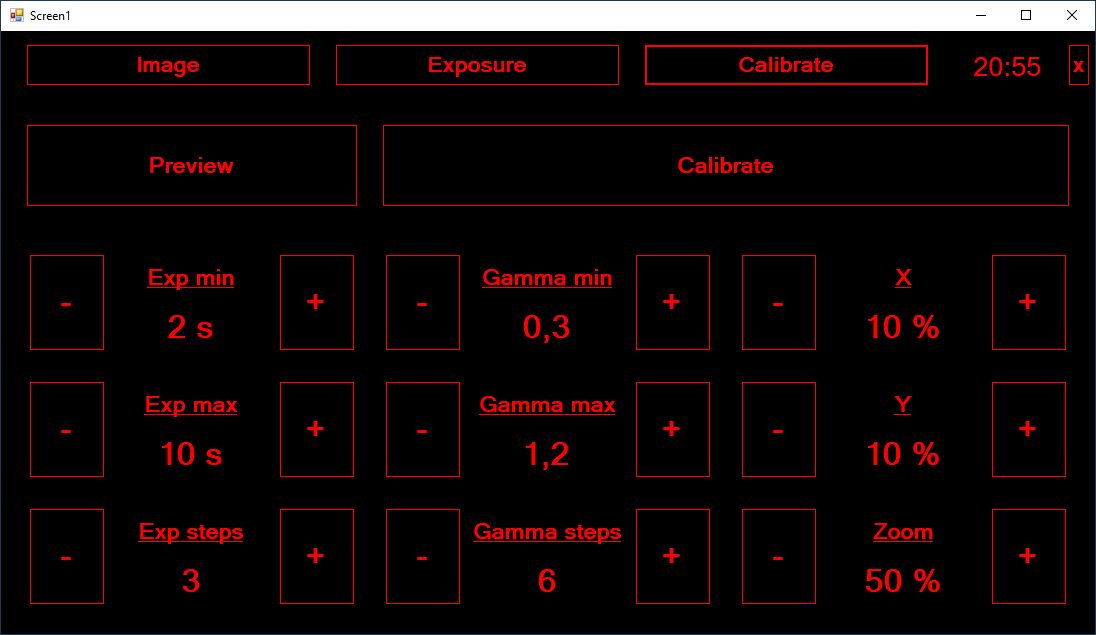 Screen1
Image Exposure Calibrate 20:55 x
Preview Calibrate
Exp min Gamma min X
- 2 s + - 0,3 + - 10 % +
Exp max Gamma max Y
- 10 s + - 1,2 + - 10 % +
Exp steps Gamma steps Zoom
- 3 + - 6 + - 50 % +